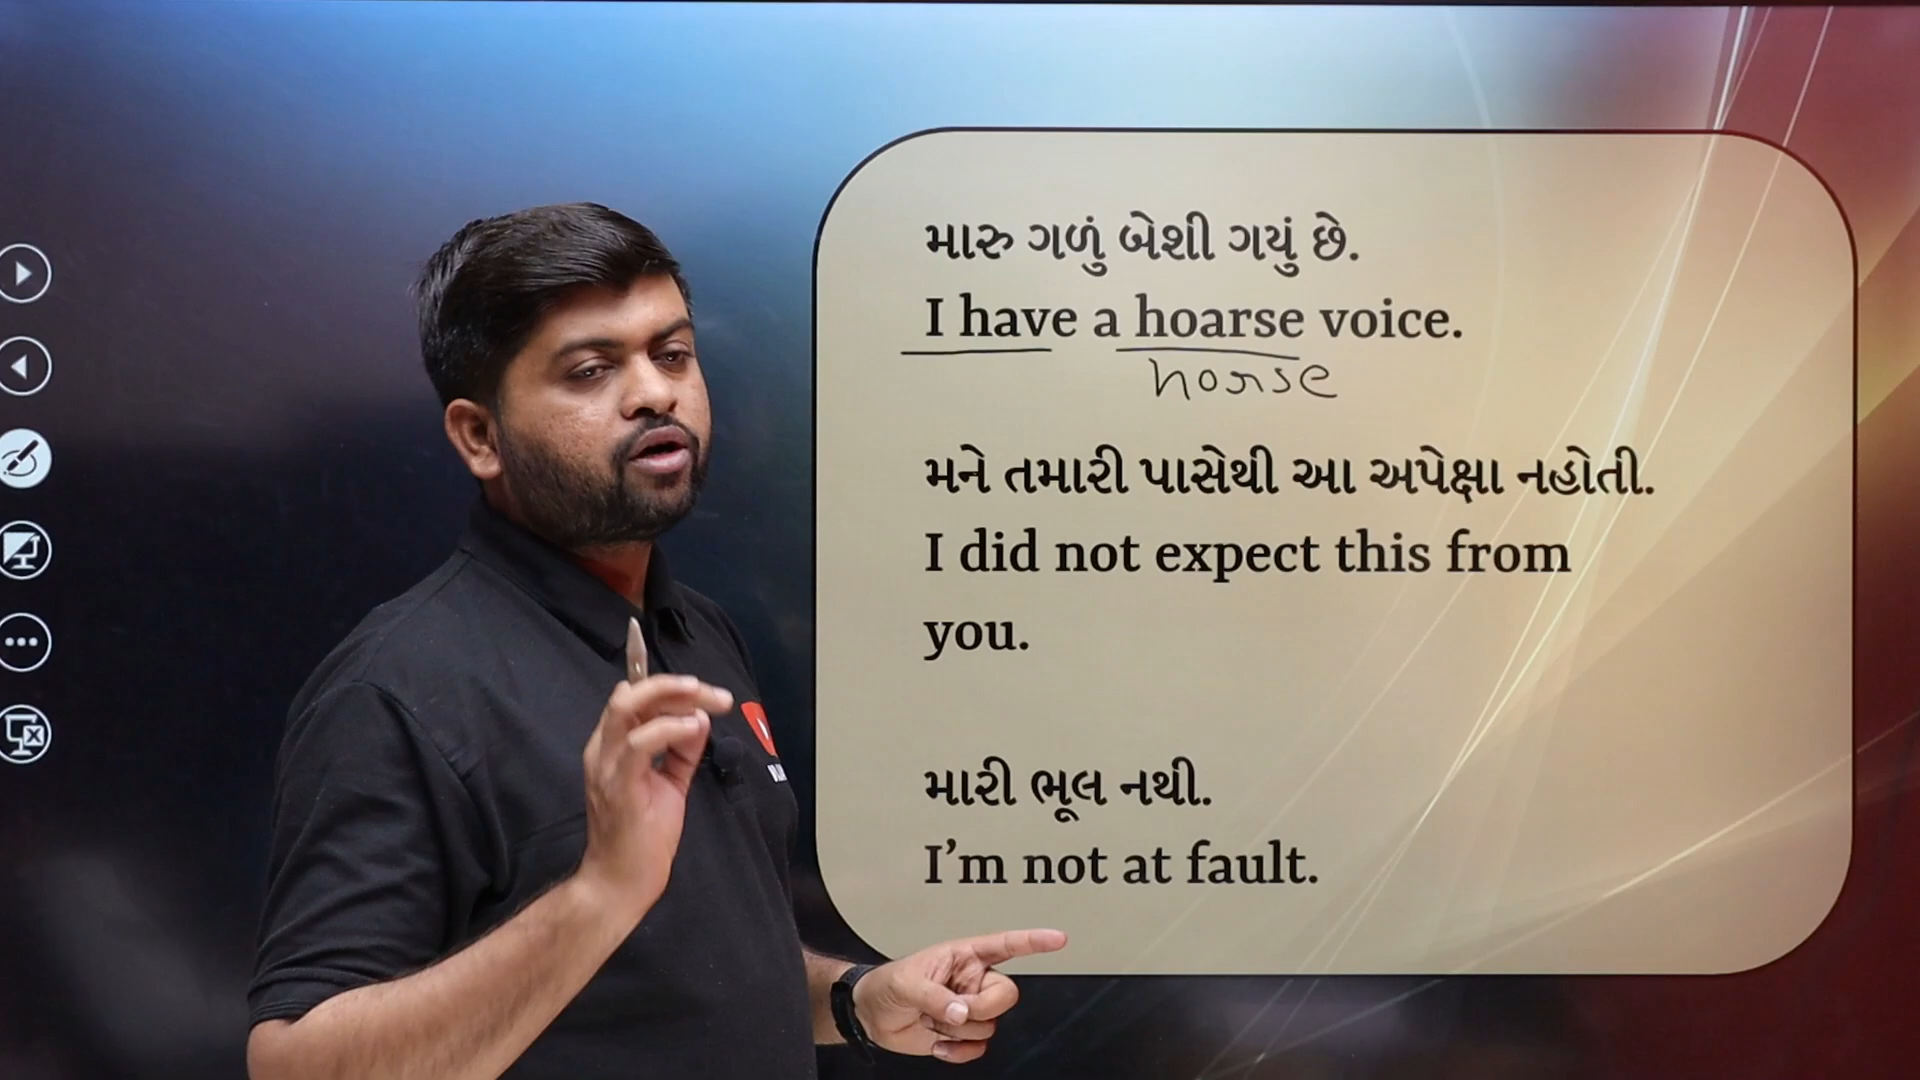 મારુ ગળું બેશી ગયું છે.
I have a hoarse voice.
horse
મને તમારી પાસેથી આ અપેક્ષા નહોતી.
I did not expect this from
you.
મારી ભૂલ નથી.
I’m not at fault.